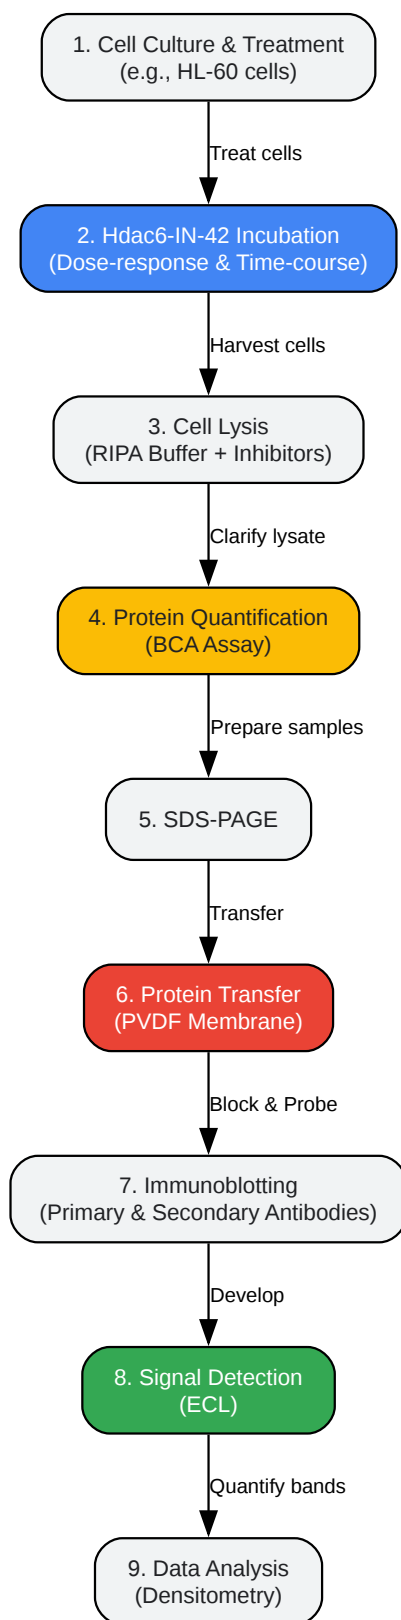 1. Cell Culture & Treatment
(e.g., HL-60 cells)
Treat cells
2. Hdac6-IN-42 Incubation
(Dose-response & Time-course)
Harvest cells
3. Cell Lysis
(RIPA Buffer + Inhibitors)
Clarify lysate
4. Protein Quantification
(BCA Assay)
Prepare samples
5. SDS-PAGE
Transfer
6. Protein Transfer
(PVDF Membrane)
Block & Probe
7. Immunoblotting
(Primary & Secondary Antibodies)
Develop
8. Signal Detection
(ECL)
Quantify bands
9. Data Analysis
(Densitometry)